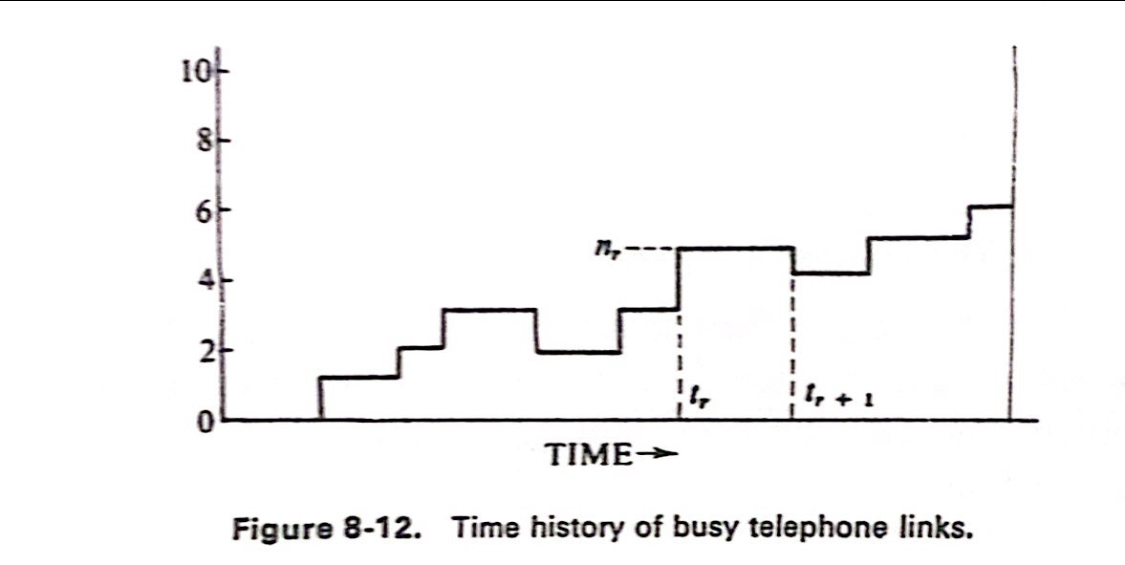 10
8
6
n_r
4
2
t_r t_r + 1
0
TIME→
Figure 8-12. Time history of busy telephone links.